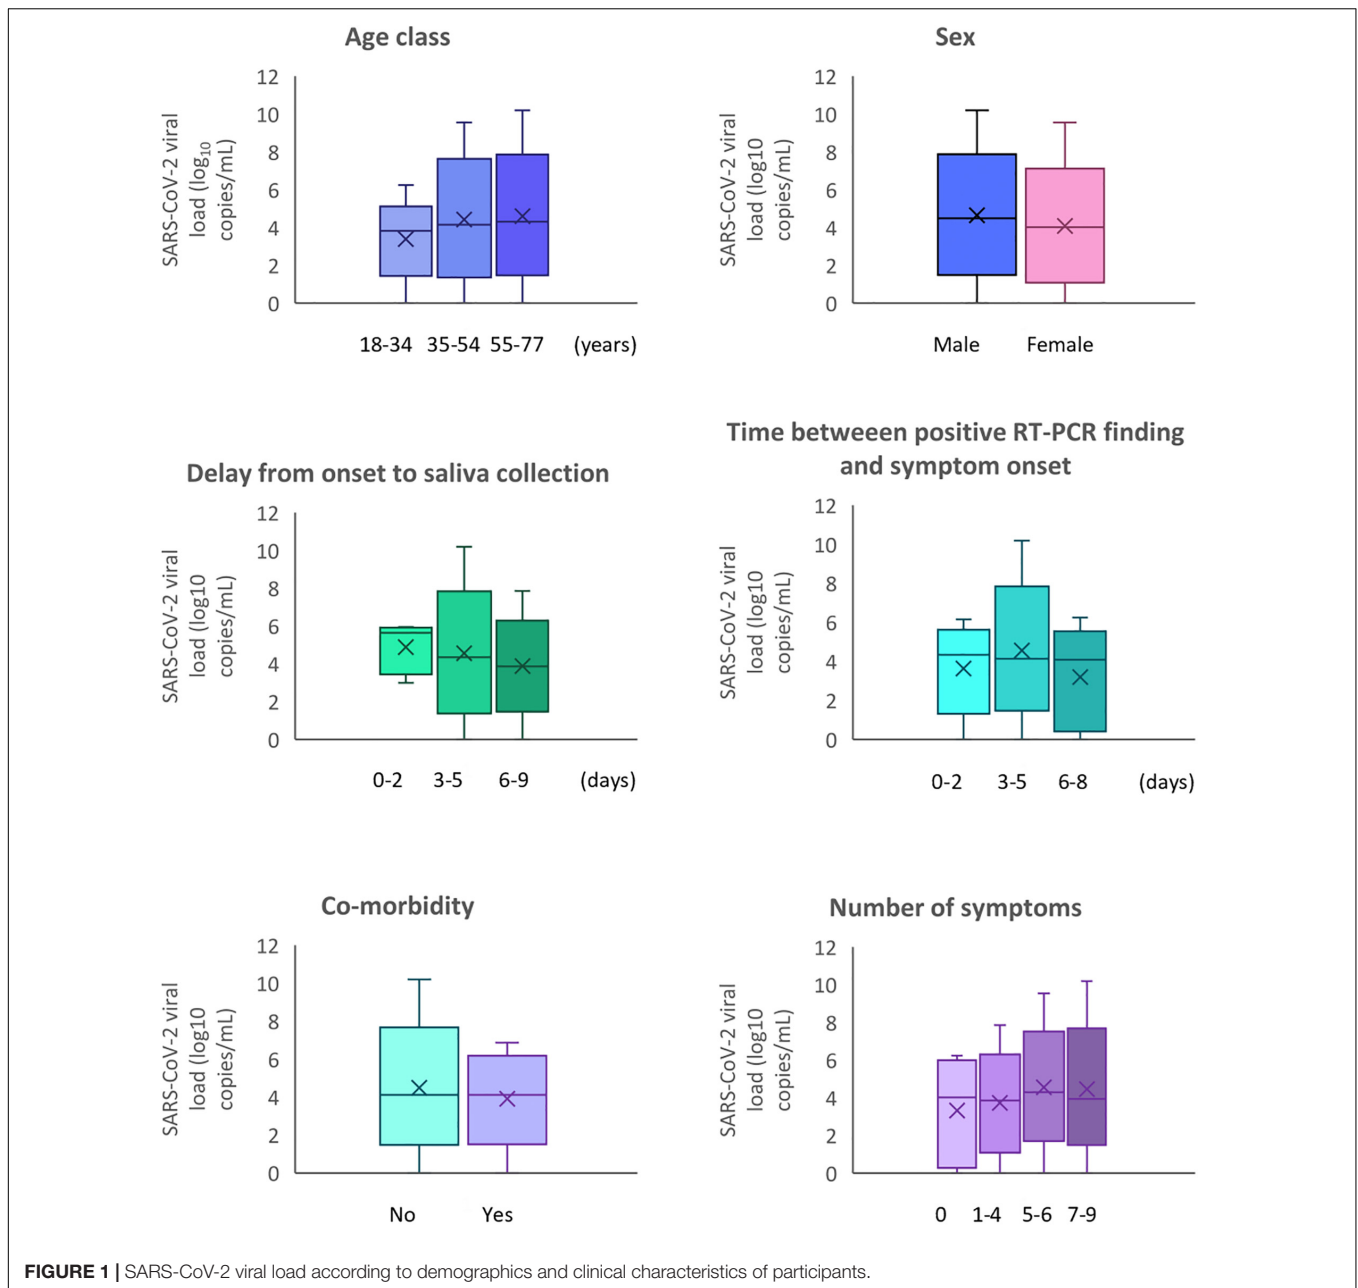 Age class
12
10
8
6
4
2
0
SARS-CoV-2 viral
load (log10
copies/mL)
18-34 35-54 55-77 (years)
Sex
12
10
8
6
4
2
0
SARS-CoV-2 viral
load (log10
copies/mL)
Male Female
Delay from onset to saliva collection
12
10
8
6
4
2
0
SARS-CoV-2 viral
load (log10
copies/mL)
0-2 3-5 6-9 (days)
Time betweeen positive RT-PCR finding
and symptom onset
12
10
8
6
4
2
0
SARS-CoV-2 viral
load (log10
copies/mL)
0-2 3-5 6-8 (days)
Co-morbidity
12
10
8
6
4
2
0
SARS-CoV-2 viral
load (log10
copies/mL)
No Yes
Number of symptoms
12
10
8
6
4
2
0
SARS-CoV-2 viral
load (log10
copies/mL)
0 1-4 5-6 7-9
FIGURE 1 | SARS-CoV-2 viral load according to demographics and clinical characteristics of participants.